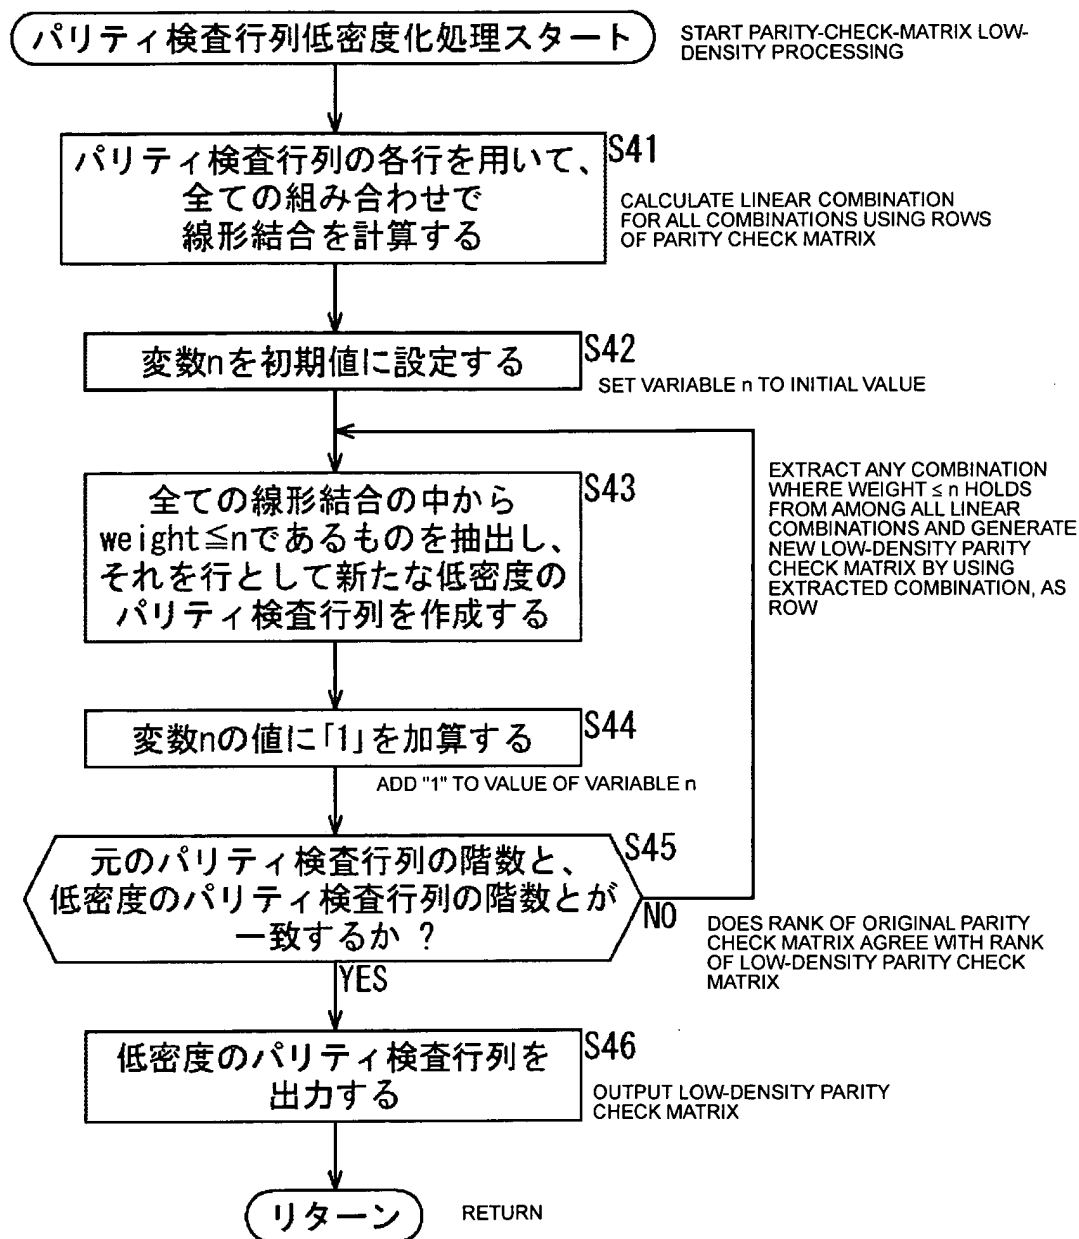 パリティ検査行列低密度化処理スタート
START PARITY-CHECK-MATRIX LOW-
DENSITY PROCESSING
パリティ検査行列の各行を用いて、
全ての組み合わせで
線形結合を計算する
S41
CALCULATE LINEAR COMBINATION
FOR ALL COMBINATIONS USING ROWS
OF PARITY CHECK MATRIX
変数nを初期値に設定する
S42
SET VARIABLE n TO INITIAL VALUE
全ての線形結合の中から
weight≦nであるものを抽出し、
それを行として新たな低密度の
パリティ検査行列を作成する
S43
EXTRACT ANY COMBINATION
WHERE WEIGHT ≤ n HOLDS
FROM AMONG ALL LINEAR
COMBINATIONS AND GENERATE
NEW LOW-DENSITY PARITY
CHECK MATRIX BY USING
EXTRACTED COMBINATION, AS
ROW
変数nの値に「1」を加算する
S44
ADD "1" TO VALUE OF VARIABLE n
元のパリティ検査行列の階数と、
低密度のパリティ検査行列の階数とが
一致するか ?
S45
NO
DOES RANK OF ORIGINAL PARITY
CHECK MATRIX AGREE WITH RANK
OF LOW-DENSITY PARITY CHECK
MATRIX
YES
低密度のパリティ検査行列を
出力する
S46
OUTPUT LOW-DENSITY PARITY
CHECK MATRIX
リターン
RETURN